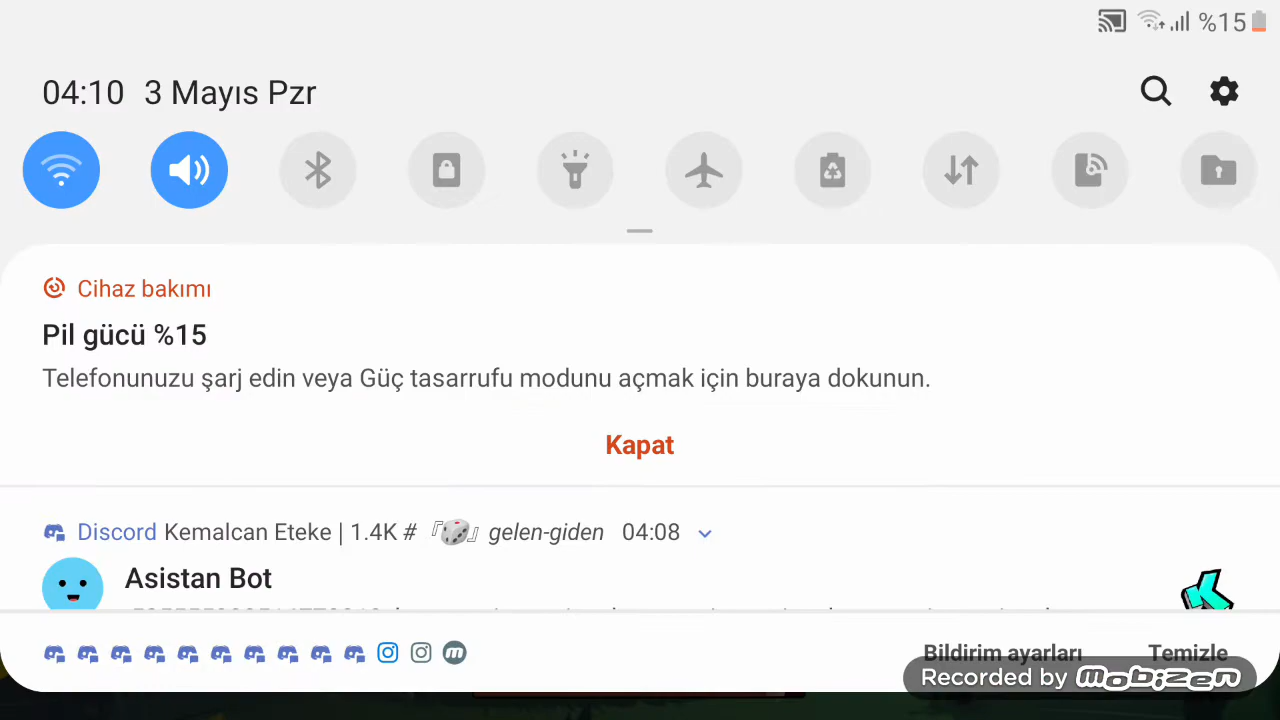 %15
04:10 3 Mayıs Pzr
Cihaz bakımı
Pil gücü %15
Telefonunuzu şarj edin veya Güç tasarrufu modunu açmak için buraya dokunun.
Kapat
Discord Kemalcan Eteke | 1.4K # 『🎲』 gelen-giden 04:08
Asistan Bot
Bildirim ayarları Temizle
Recorded by mobizen